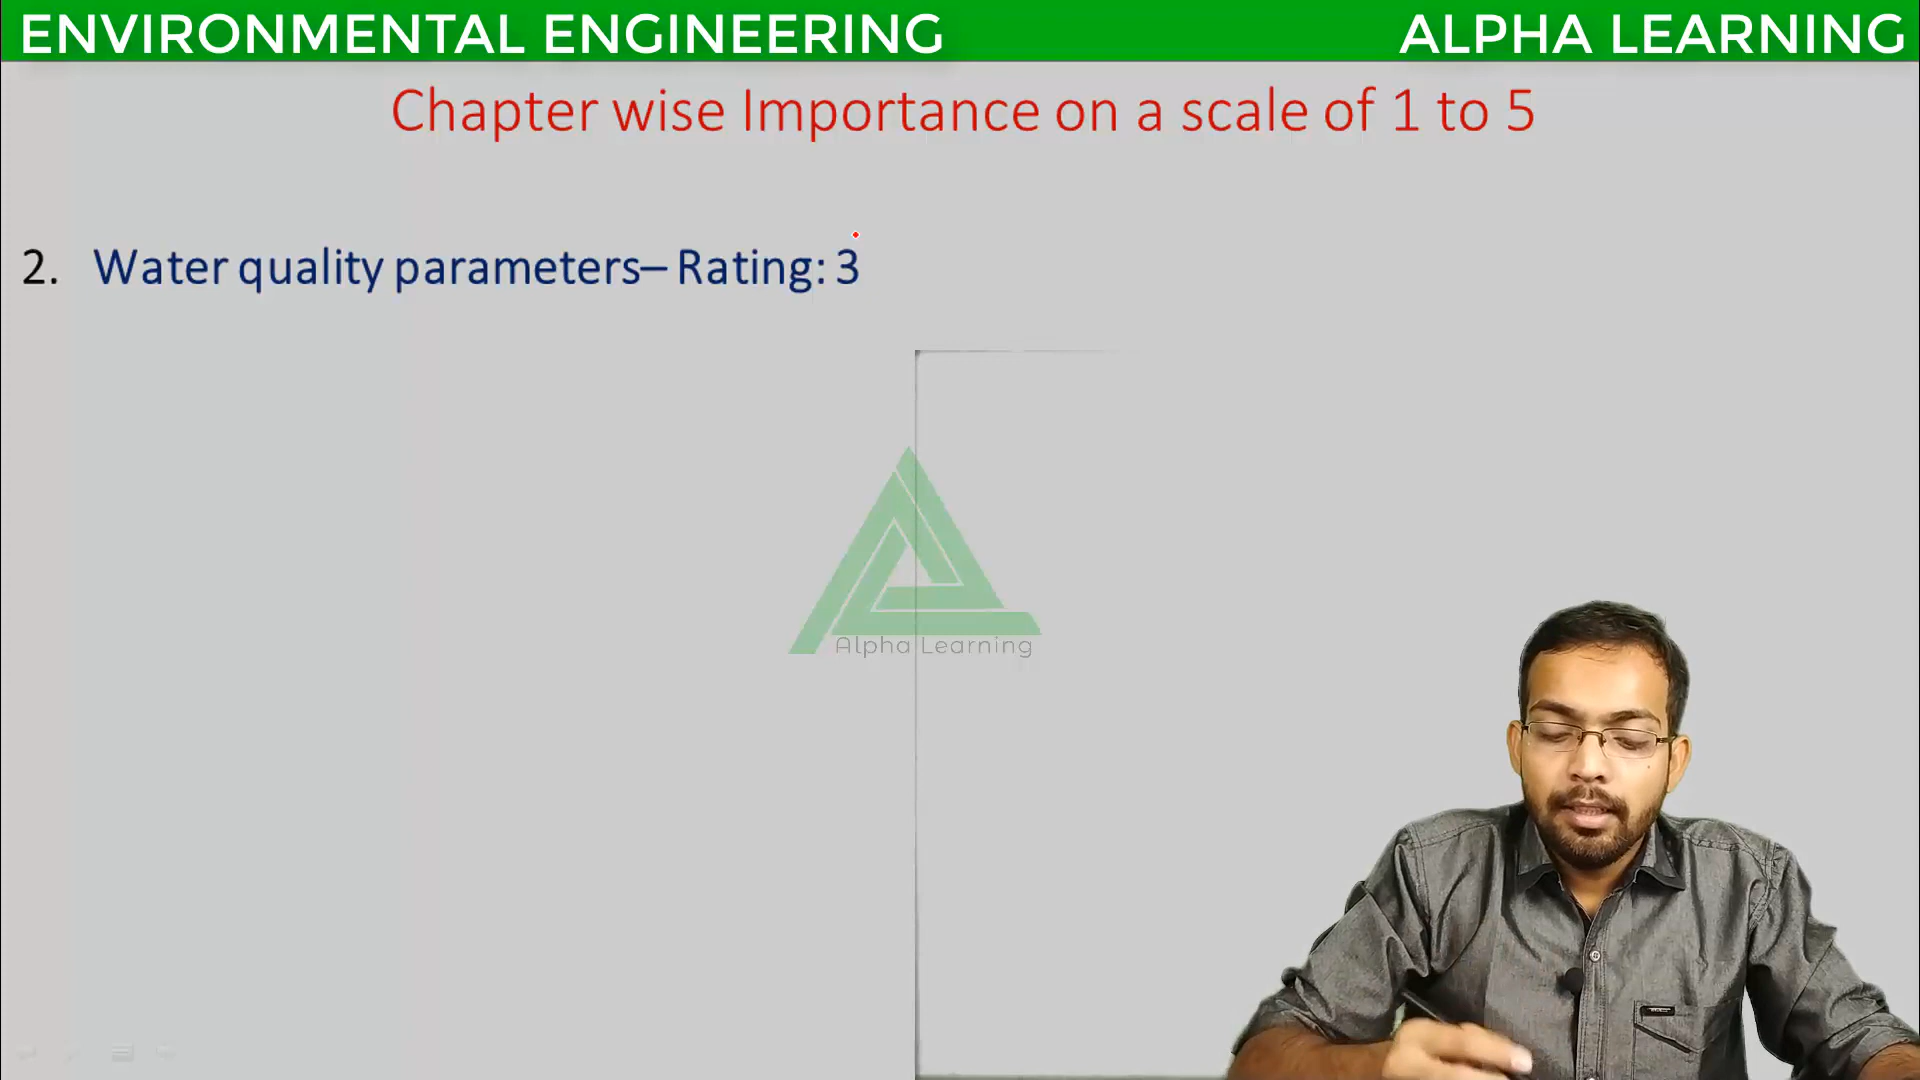 ENVIRONMENTAL ENGINEERING
ALPHA LEARNING
Chapter wise Importance on a scale of 1 to 5
2. Water quality parameters– Rating: 3
Alpha Learning